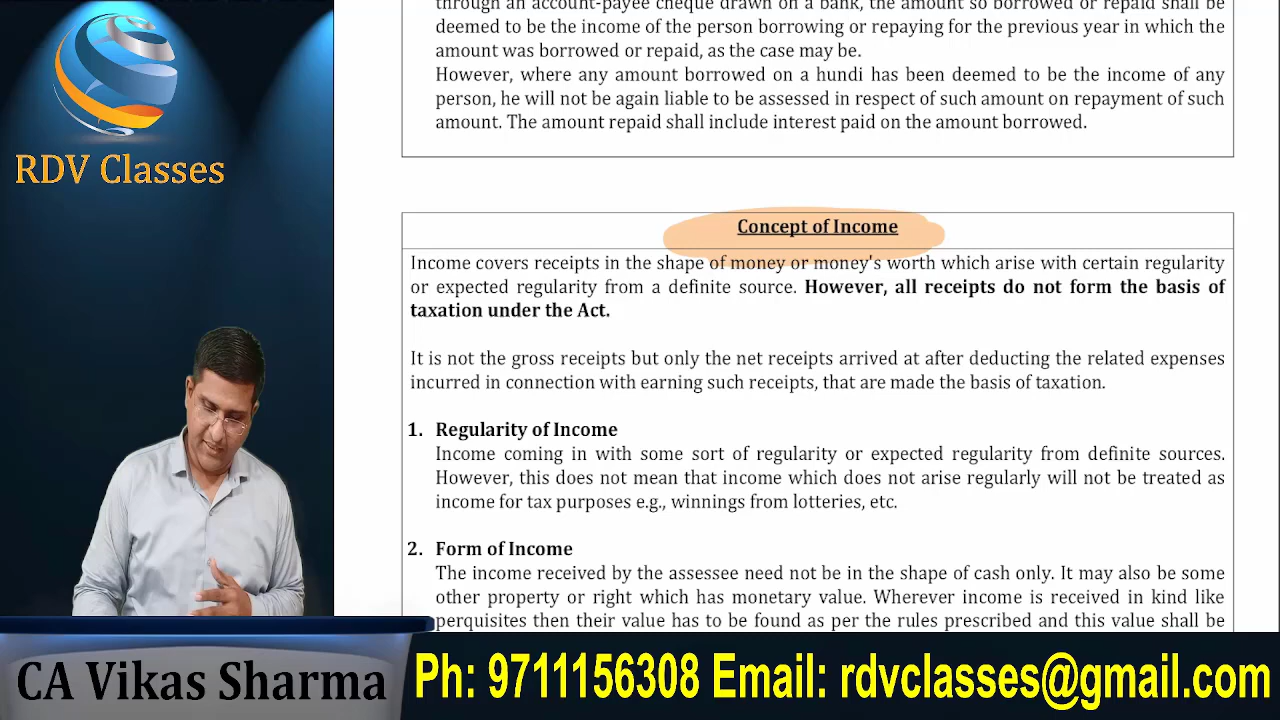 RDV Classes
through an account-payee cheque drawn on a bank, the amount so borrowed or repaid shall be
deemed to be the income of the person borrowing or repaying for the previous year in which the
amount was borrowed or repaid, as the case may be.
However, where any amount borrowed on a hundi has been deemed to be the income of any
person, he will not be again liable to be assessed in respect of such amount on repayment of such
amount. The amount repaid shall include interest paid on the amount borrowed.
Concept of Income
Income covers receipts in the shape of money or money's worth which arise with certain regularity
or expected regularity from a definite source. However, all receipts do not form the basis of
taxation under the Act.
It is not the gross receipts but only the net receipts arrived at after deducting the related expenses
incurred in connection with earning such receipts, that are made the basis of taxation.
1. Regularity of Income
Income coming in with some sort of regularity or expected regularity from definite sources.
However, this does not mean that income which does not arise regularly will not be treated as
income for tax purposes e.g., winnings from lotteries, etc.
2. Form of Income
The income received by the assessee need not be in the shape of cash only. It may also be some
other property or right which has monetary value. Wherever income is received in kind like
perquisites then their value has to be found as per the rules prescribed and this value shall be
CA Vikas Sharma
Ph: 9711156308 Email: rdvclasses@gmail.com